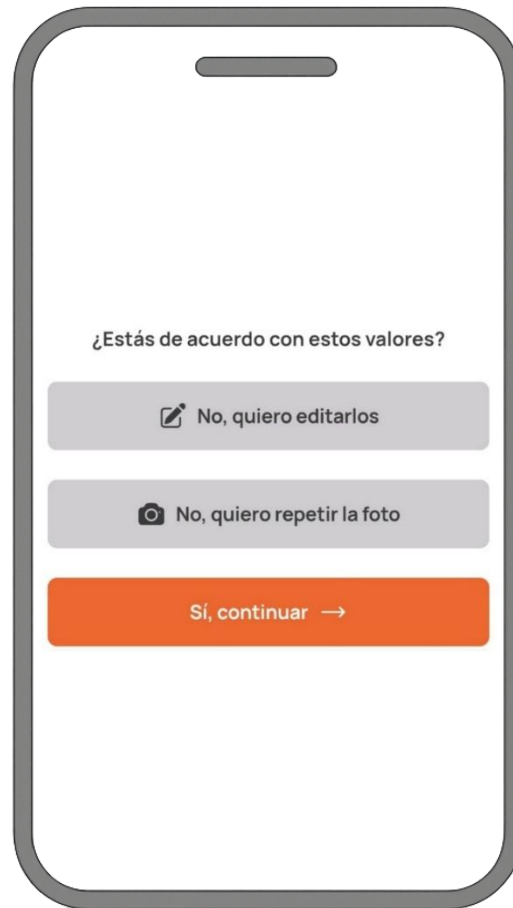 ¿Estás de acuerdo con estos valores?
No, quiero editarlos
No, quiero repetir la foto
Sí, continuar →